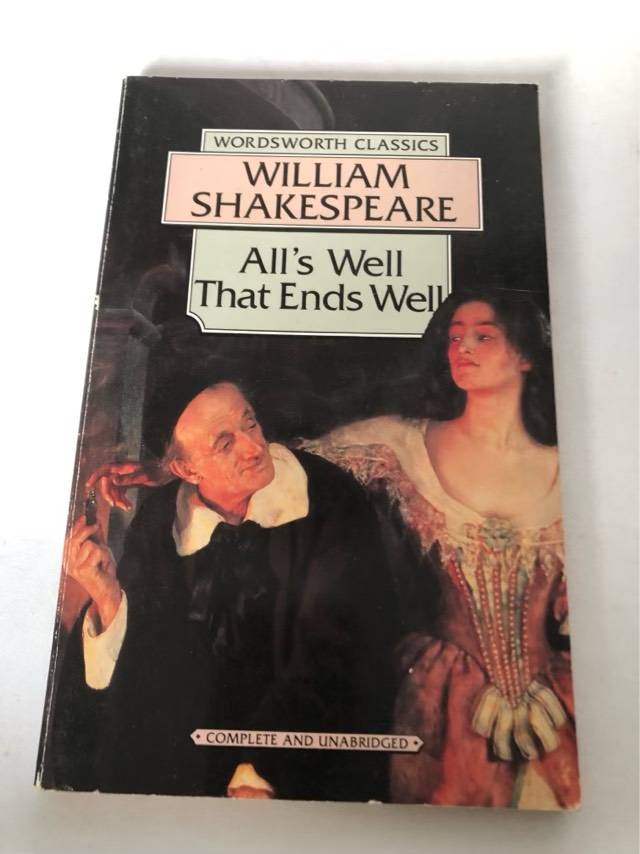 WORDSWORTH CLASSICS
WILLIAM
SHAKESPEARE
All's Well
That Ends Well
COMPLETE AND UNABRIDGED